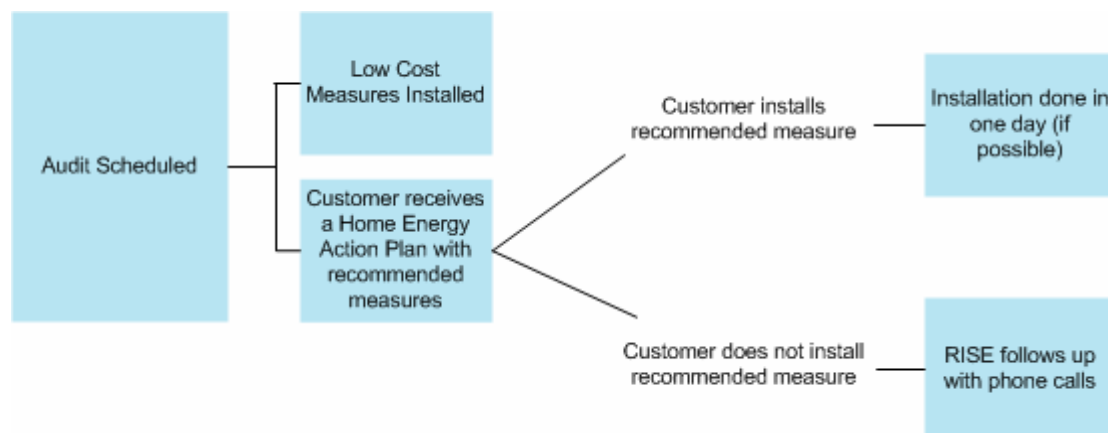 Audit Scheduled
Low Cost
Measures Installed
Customer receives
a Home Energy
Action Plan with
recommended
measures
Customer installs
recommended measure
Installation done in
one day (if
possible)
Customer does not install
recommended measure
RISE follows up
with phone calls